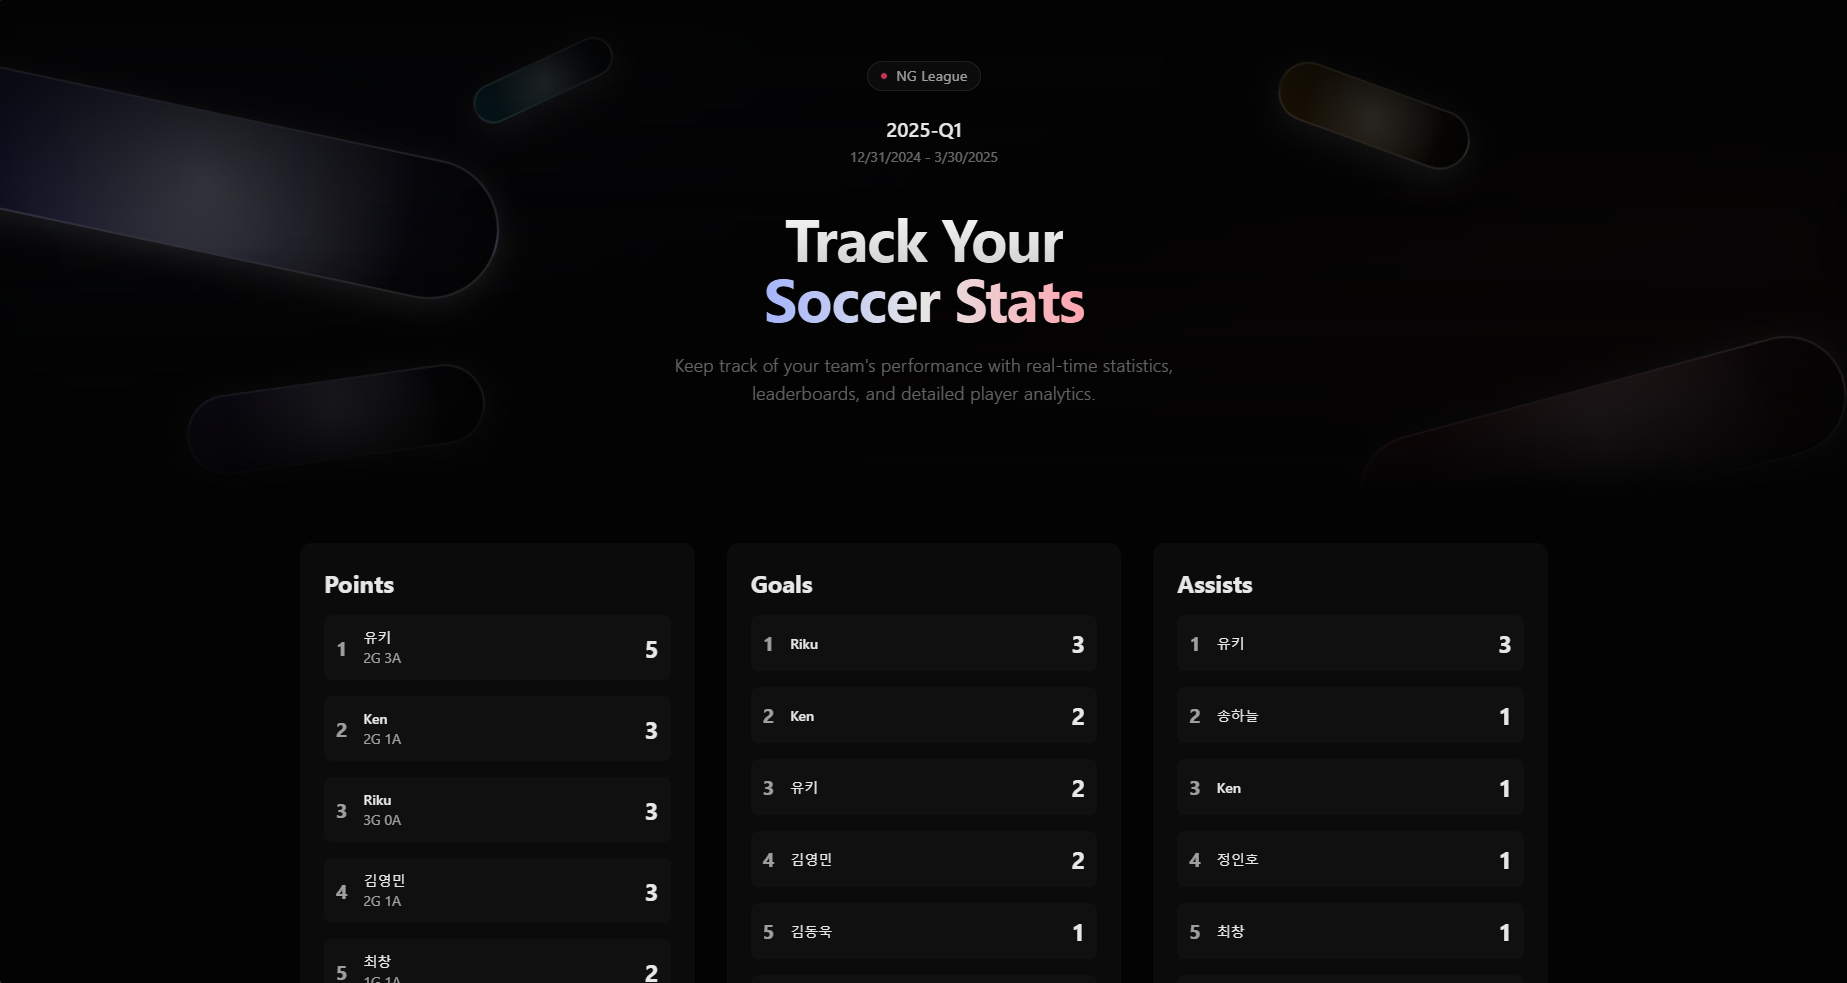 NG League
2025-Q1
12/31/2024 - 3/30/2025
Track Your
Soccer Stats
Keep track of your team's performance with real-time statistics,
leaderboards, and detailed player analytics.
Points
1 유키 5
2G 3A
2 Ken 3
2G 1A
3 Riku 3
3G 0A
4 김영민 3
2G 1A
5 최창 2
1G 1A
Goals
1 Riku 3
2 Ken 2
3 유키 2
4 김영민 2
5 김동욱 1
Assists
1 유키 3
2 송하늘 1
3 Ken 1
4 정인호 1
5 최창 1